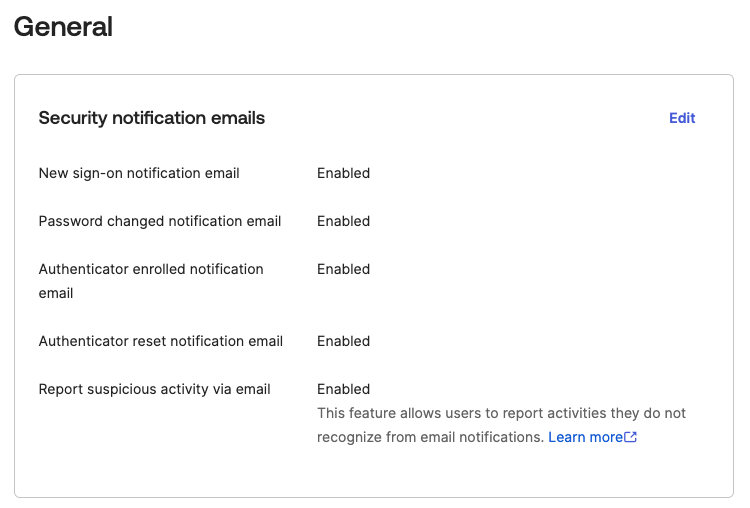 General
Security notification emails
Edit
New sign-on notification email
Enabled
Password changed notification email
Enabled
Authenticator enrolled notification
email
Enabled
Authenticator reset notification email
Enabled
Report suspicious activity via email
Enabled
This feature allows users to report activities they do not
recognize from email notifications. Learn more